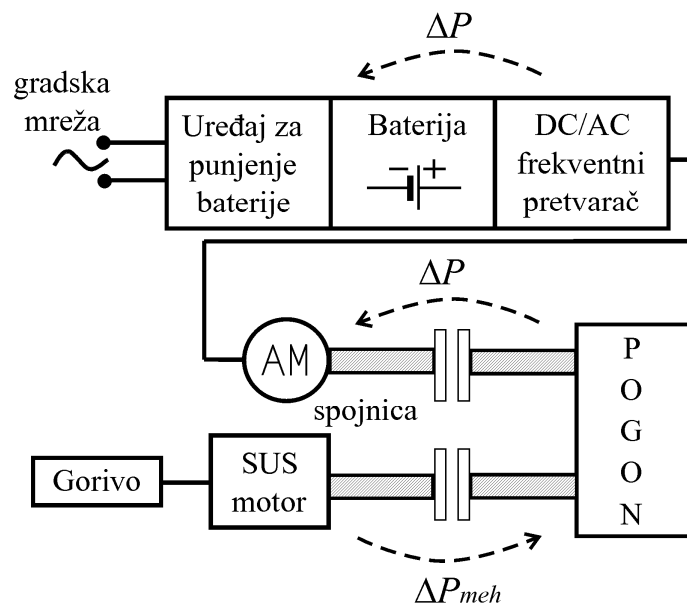 ΔP
gradska
mreža
Uređaj za
punjenje
baterije
Baterija
− +
DC/AC
frekventni
pretvarač
ΔP
AM
spojnica
P
O
G
O
N
Gorivo
SUS
motor
ΔPmeh